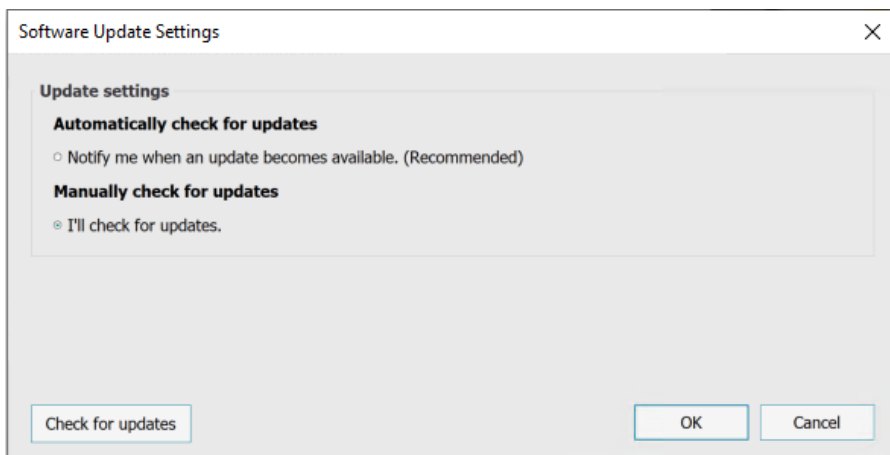 Software Update Settings
Update settings
Automatically check for updates
Notify me when an update becomes available. (Recommended)
Manually check for updates
I'll check for updates.
Check for updates
OK
Cancel